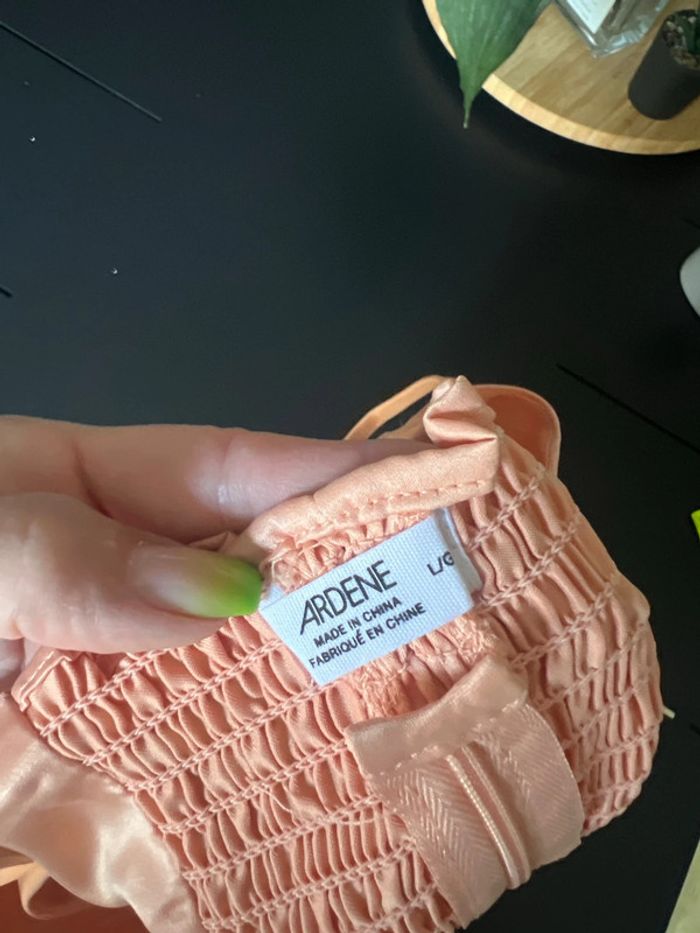 ARDENE L/G
MADE IN CHINA
FABRIQUÉ EN CHINE